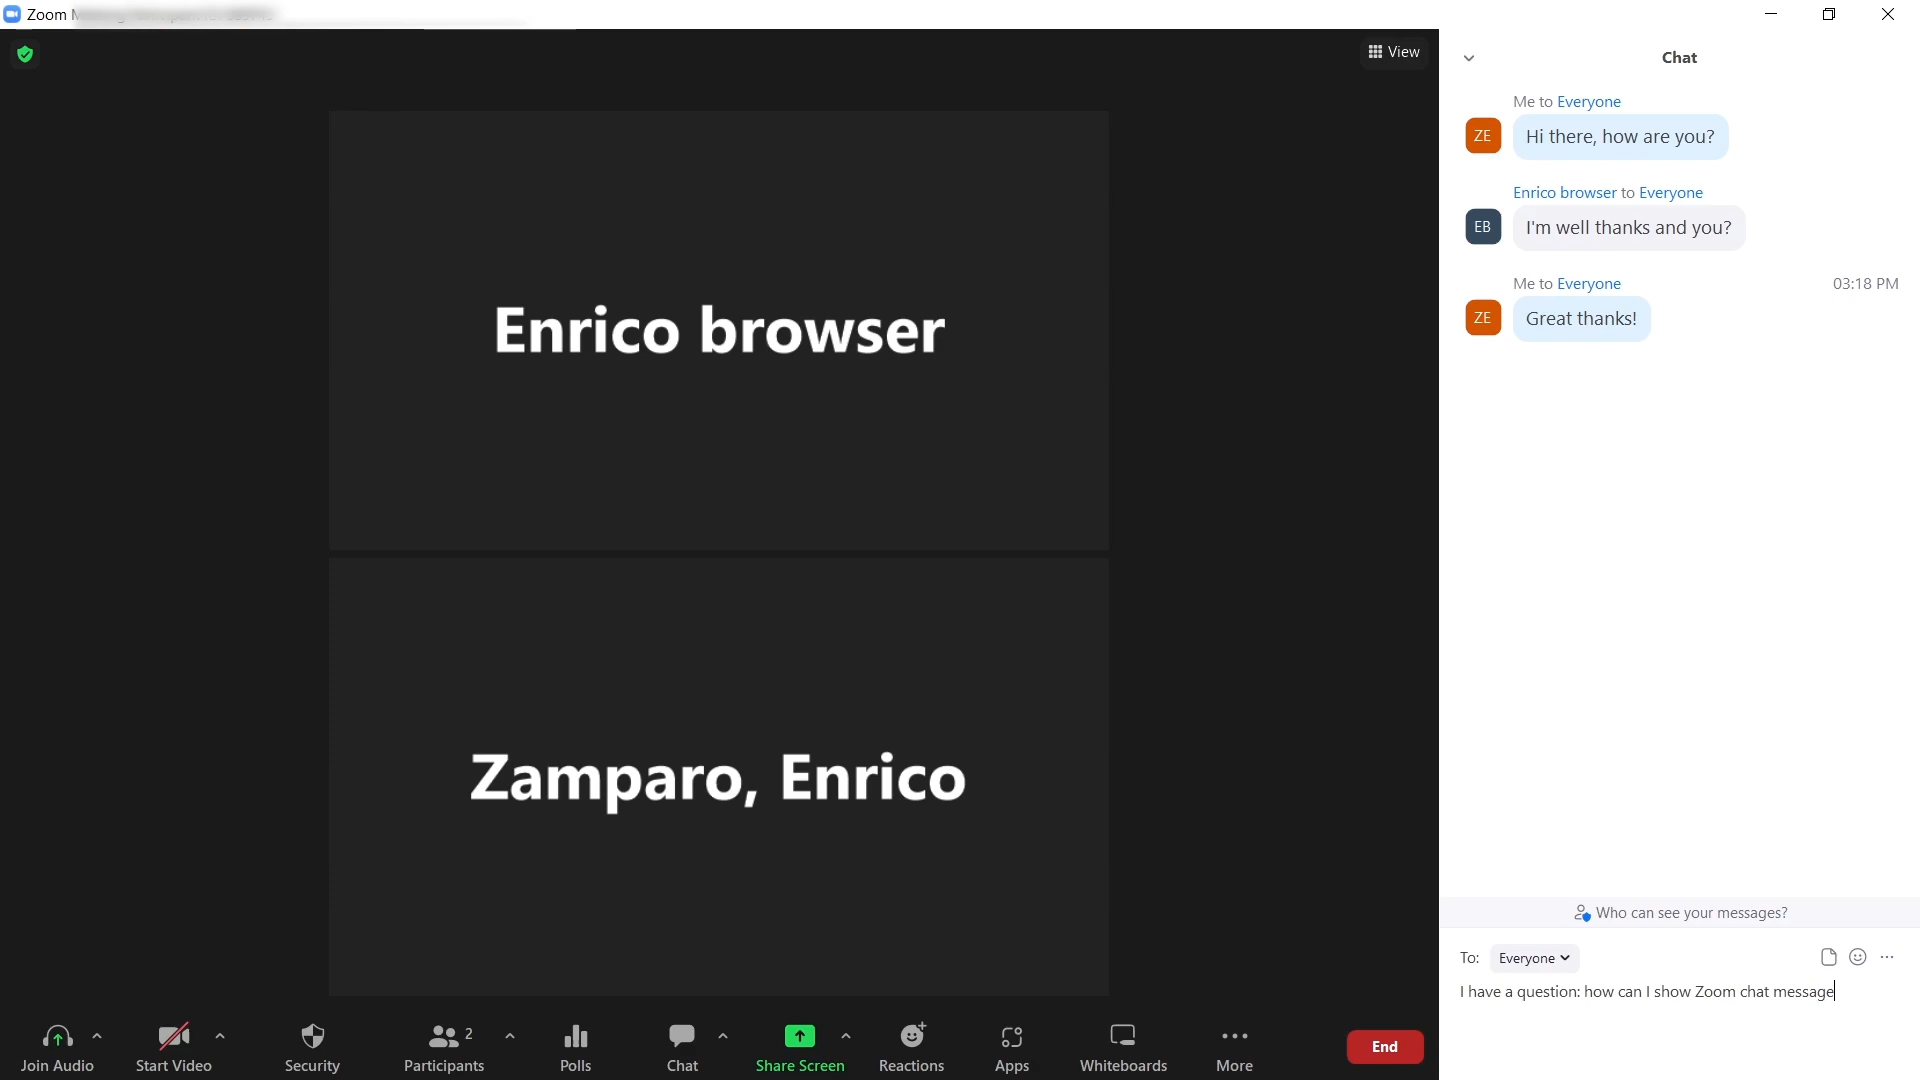 Zoom
View
Enrico browser
Zamparo, Enrico
Join Audio
Start Video
Security
2
Participants
Polls
Chat
Share Screen
Reactions
Apps
Whiteboards
More
End
Chat
Me to Everyone
ZE
Hi there, how are you?
Enrico browser to Everyone
EB
I'm well thanks and you?
Me to Everyone 03:18 PM
ZE
Great thanks!
Who can see your messages?
To: Everyone
I have a question: how can I show Zoom chat message